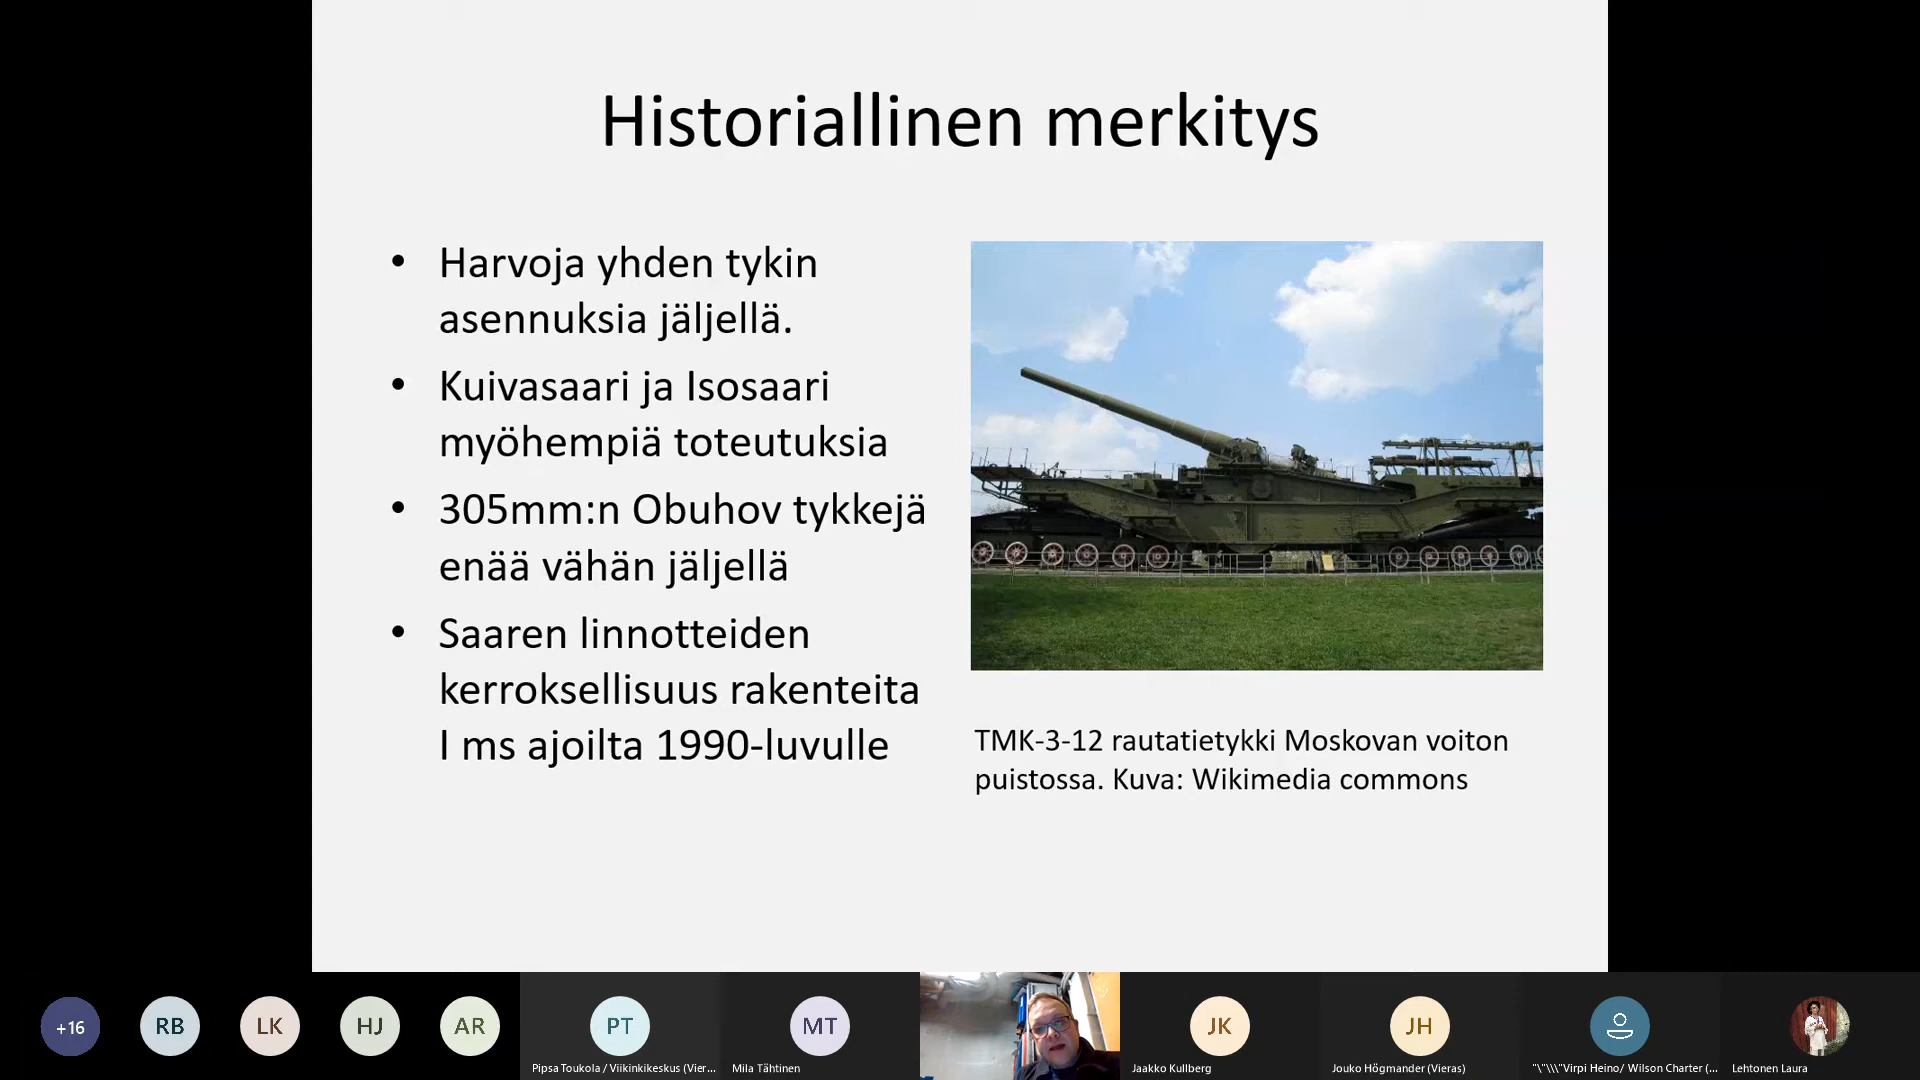 Historiallinen merkitys
• Harvoja yhden tykin
asennuksia jäljellä.
• Kuivasaari ja Isosaari
myöhempiä toteutuksia
• 305mm:n Obuhov tykkejä
enää vähän jäljellä
• Saaren linnotteiden
kerroksellisuus rakenteita
I ms ajoilta 1990-luvulle
TMK-3-12 rautatietykki Moskovan voiton
puistossa. Kuva: Wikimedia commons
+16
RB
LK
HJ
AR
PT
Pipsa Toukola / Viikinkikeskus (Vier...
MT
Mila Tähtinen
JK
Jaakko Kullberg
JH
Jouko Högmander (Vieras)
"\"\\\"Virpi Heino/ Wilson Charter (...
Lehtonen Laura